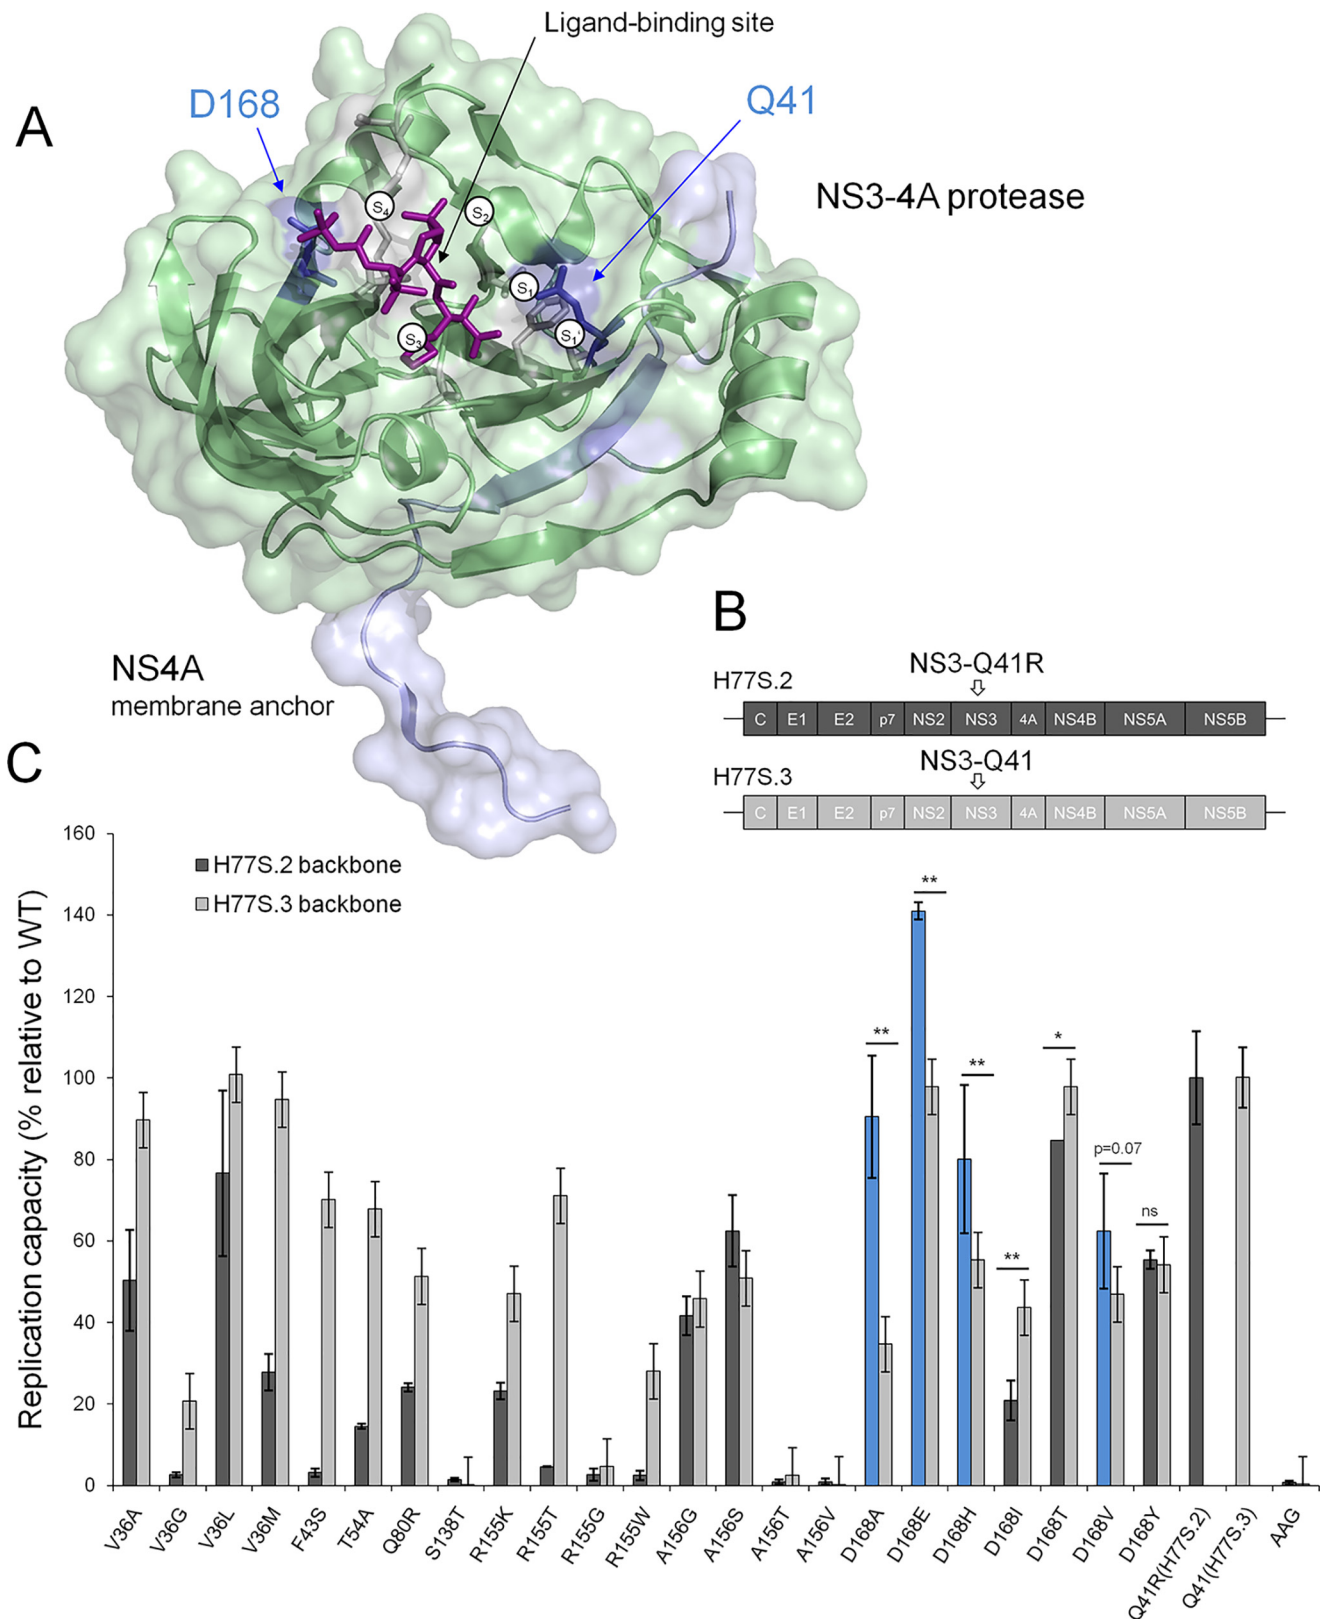 Ligand-binding site
D168
Q41
A
NS3-4A protease
S4
S2
S1
S3
S1'
NS4A
membrane anchor
B
NS3-Q41R
H77S.2
C E1 E2 p7 NS2 NS3 4A NS4B NS5A NS5B
NS3-Q41
H77S.3
C E1 E2 p7 NS2 NS3 4A NS4B NS5A NS5B
C
Replication capacity (% relative to WT)
160
140
120
100
80
60
40
20
0
H77S.2 backbone
H77S.3 backbone
**
**
**
**
*
p=0.07
ns
V36A
V36G
V36L
V36M
F43S
T54A
Q80R
S138T
R155K
R155T
R155G
R155W
A156G
A156S
A156T
A156V
D168A
D168E
D168H
D168I
D168T
D168V
D168Y
Q41R(H77S.2)
Q41(H77S.3)
AAG